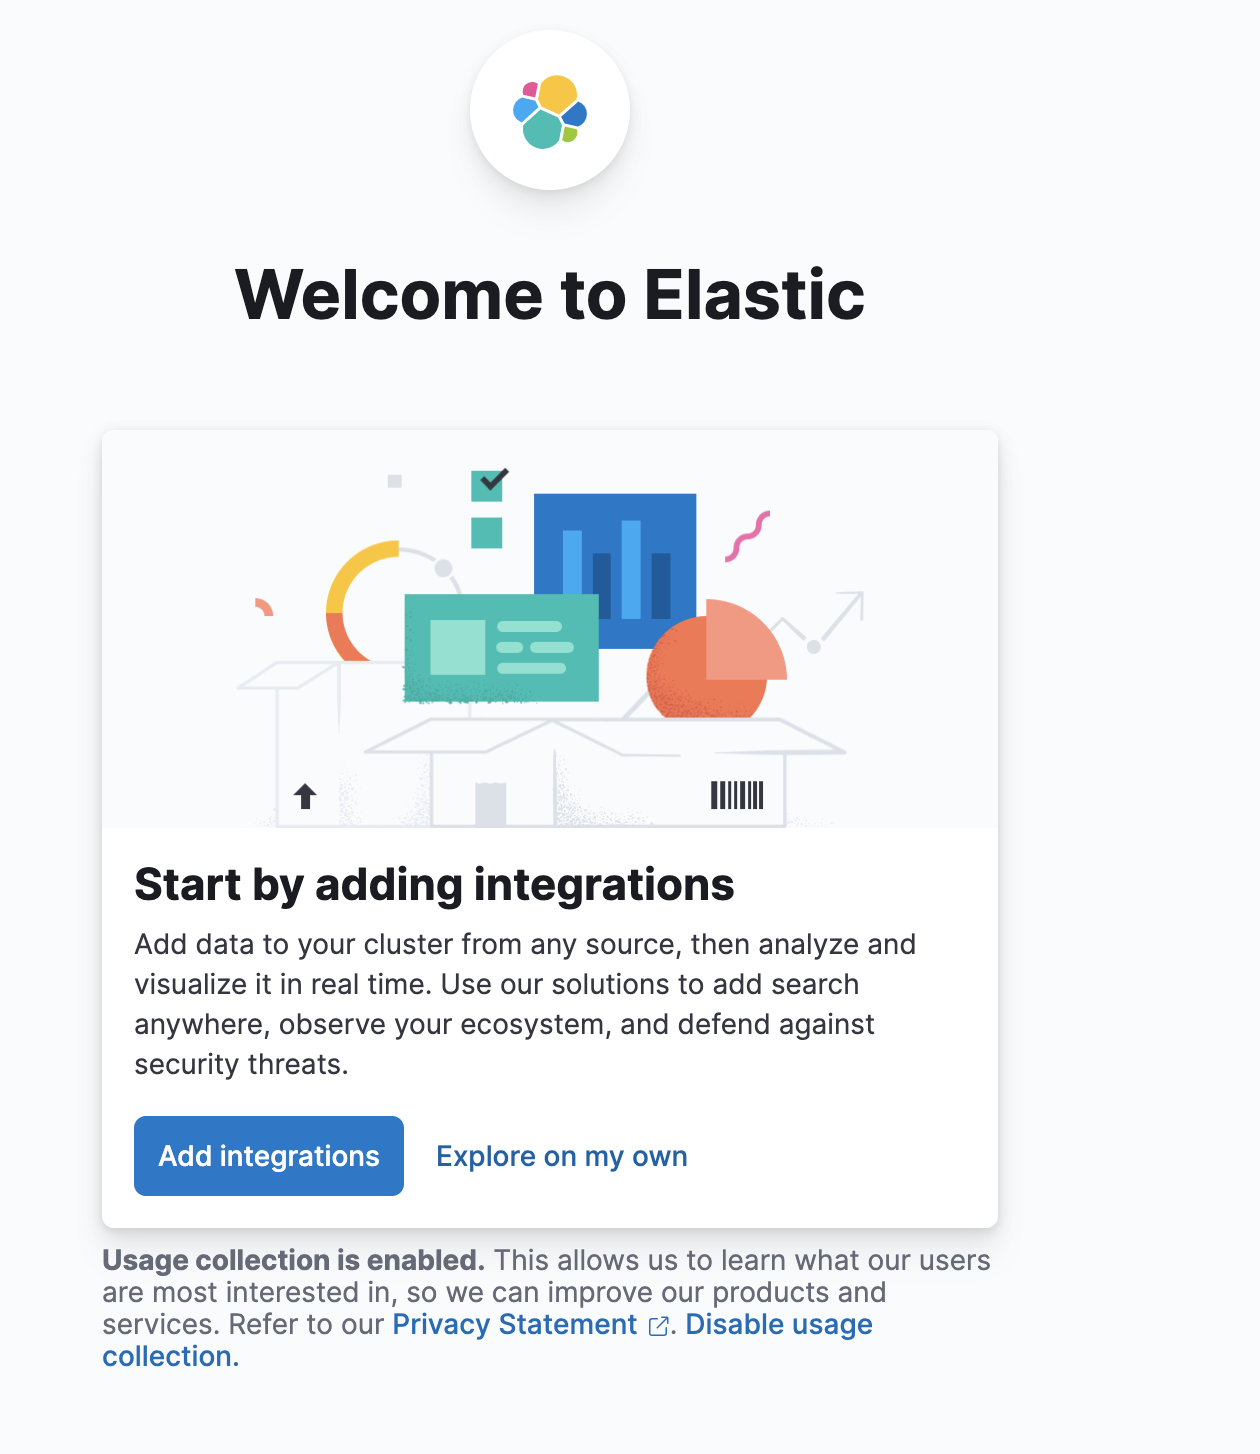 Welcome to Elastic
Start by adding integrations
Add data to your cluster from any source, then analyze and
visualize it in real time. Use our solutions to add search
anywhere, observe your ecosystem, and defend against
security threats.
Add integrations
Explore on my own
Usage collection is enabled. This allows us to learn what our users
are most interested in, so we can improve our products and
services. Refer to our Privacy Statement. Disable usage
collection.